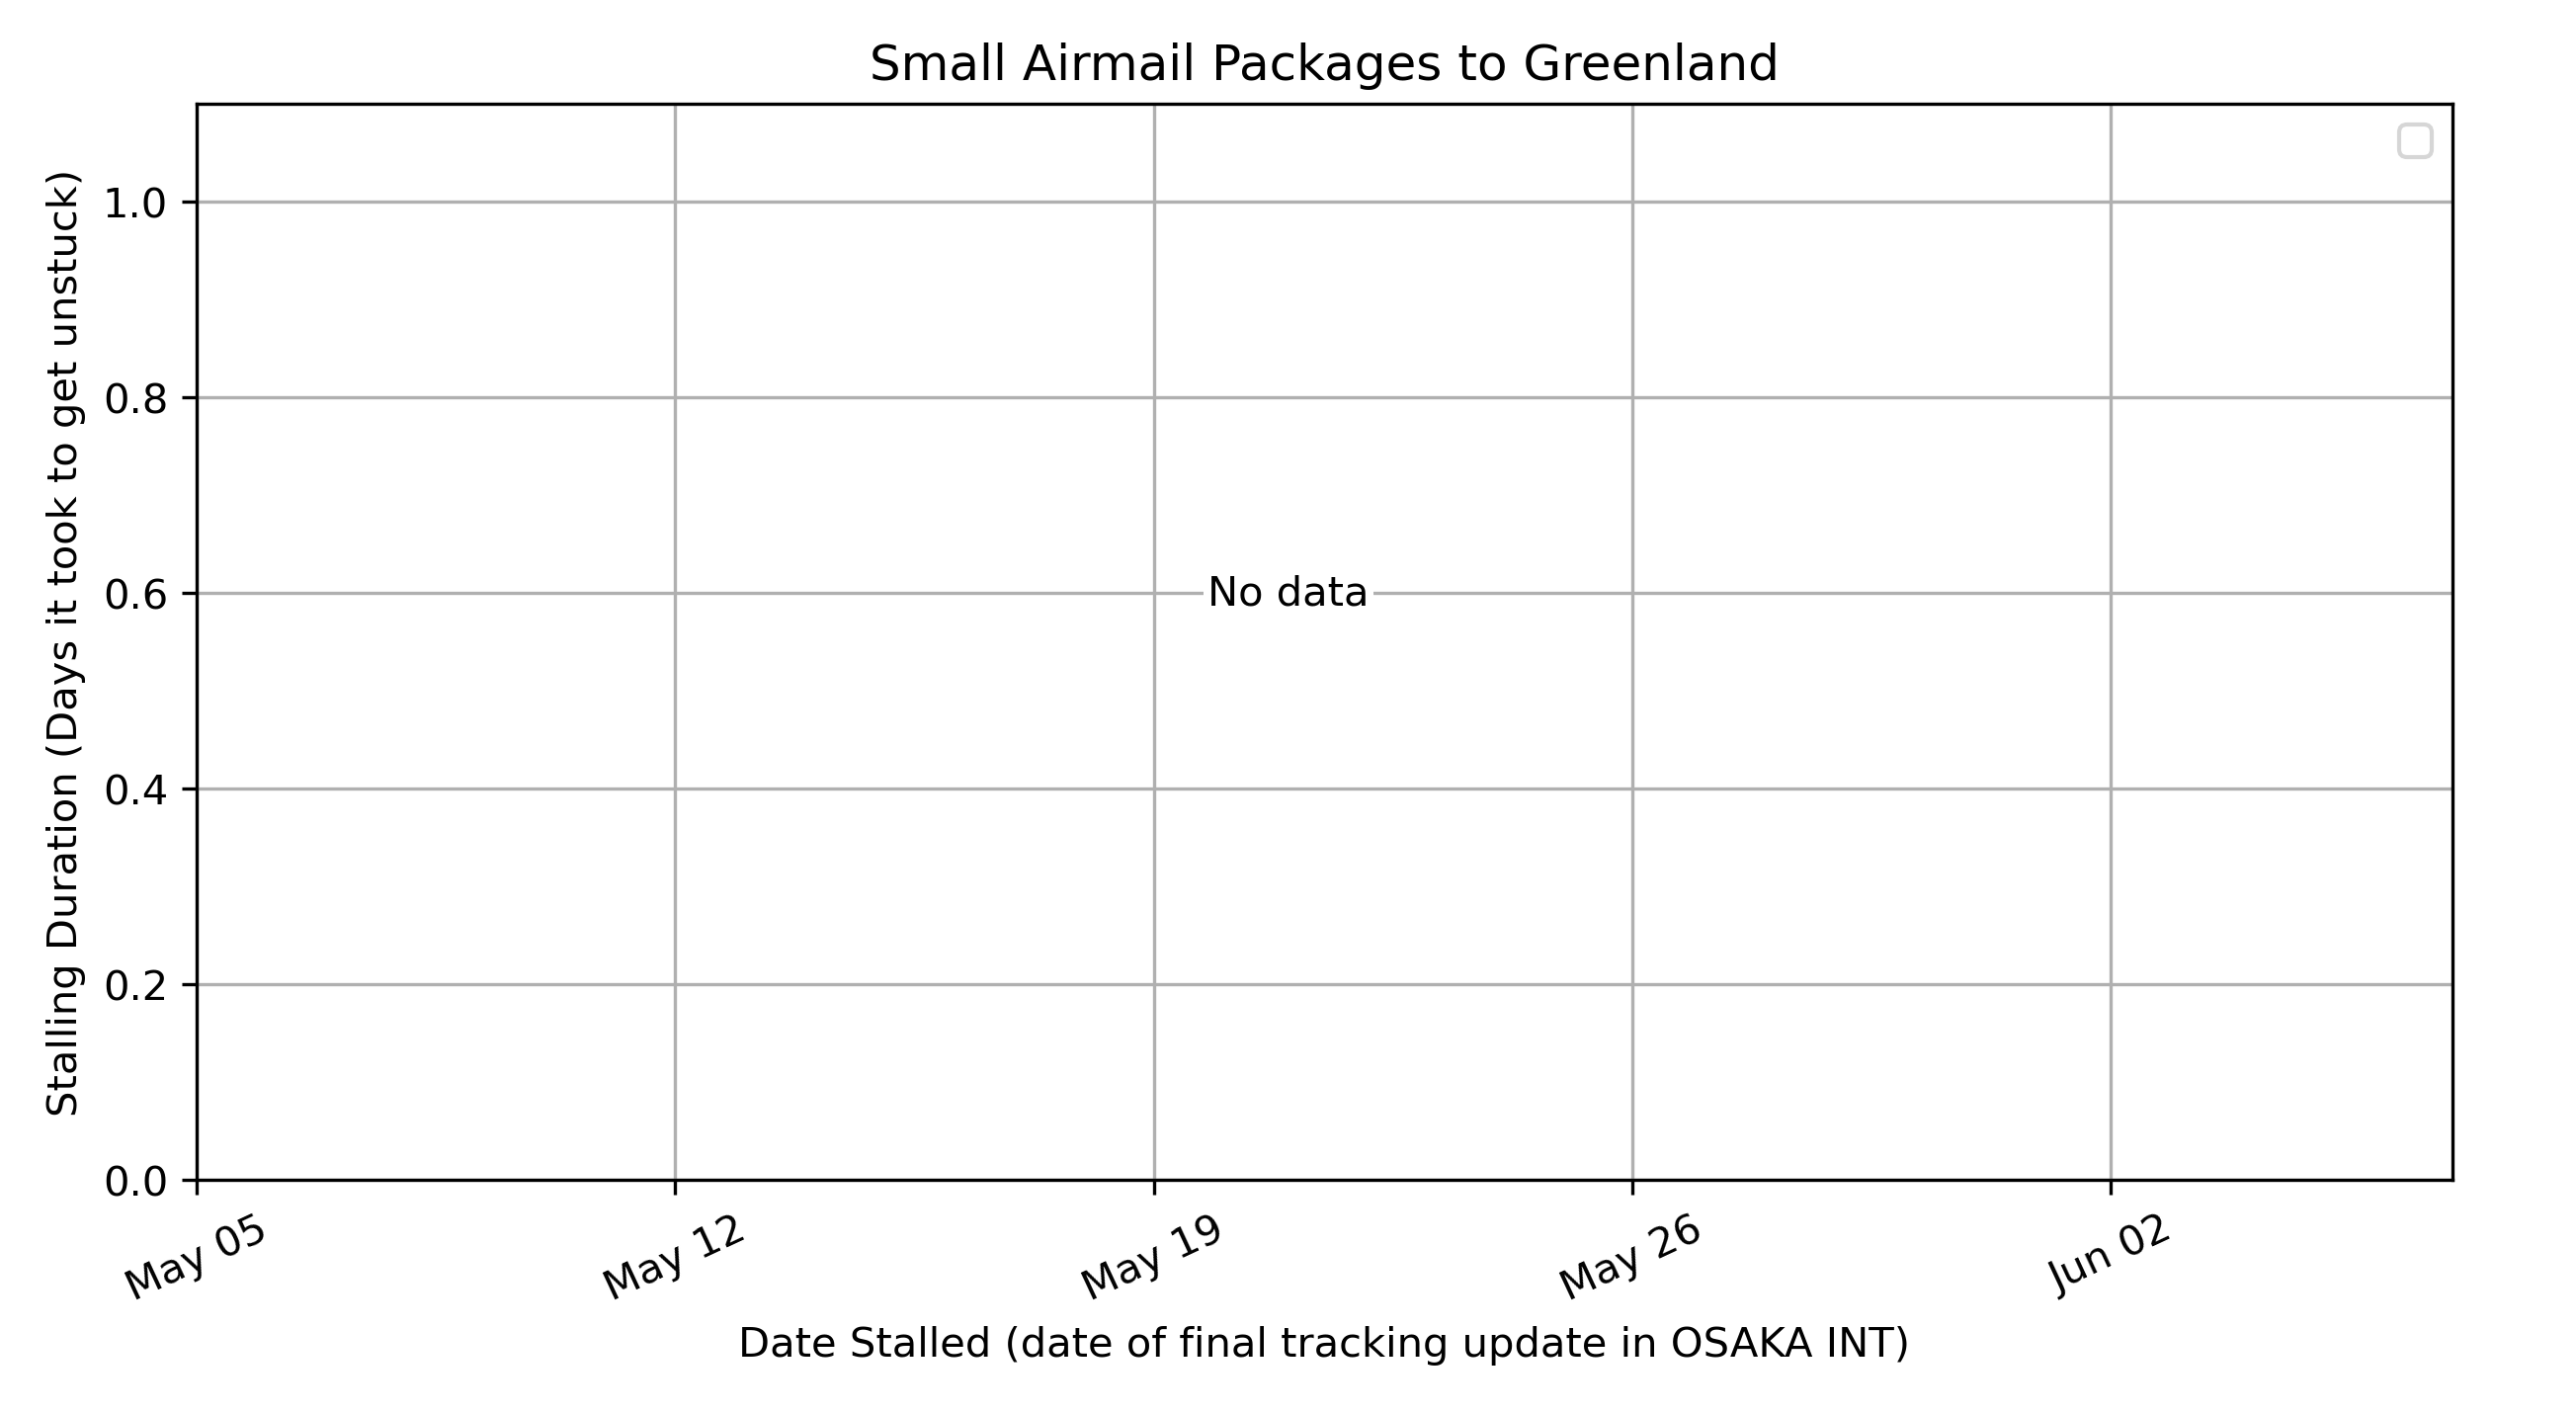 Small Airmail Packages to Greenland
Stalling Duration (Days it took to get unstuck)
1.0
0.8
0.6
0.4
0.2
0.0
No data
May 05
May 12
May 19
May 26
Jun 02
Date Stalled (date of final tracking update in OSAKA INT)